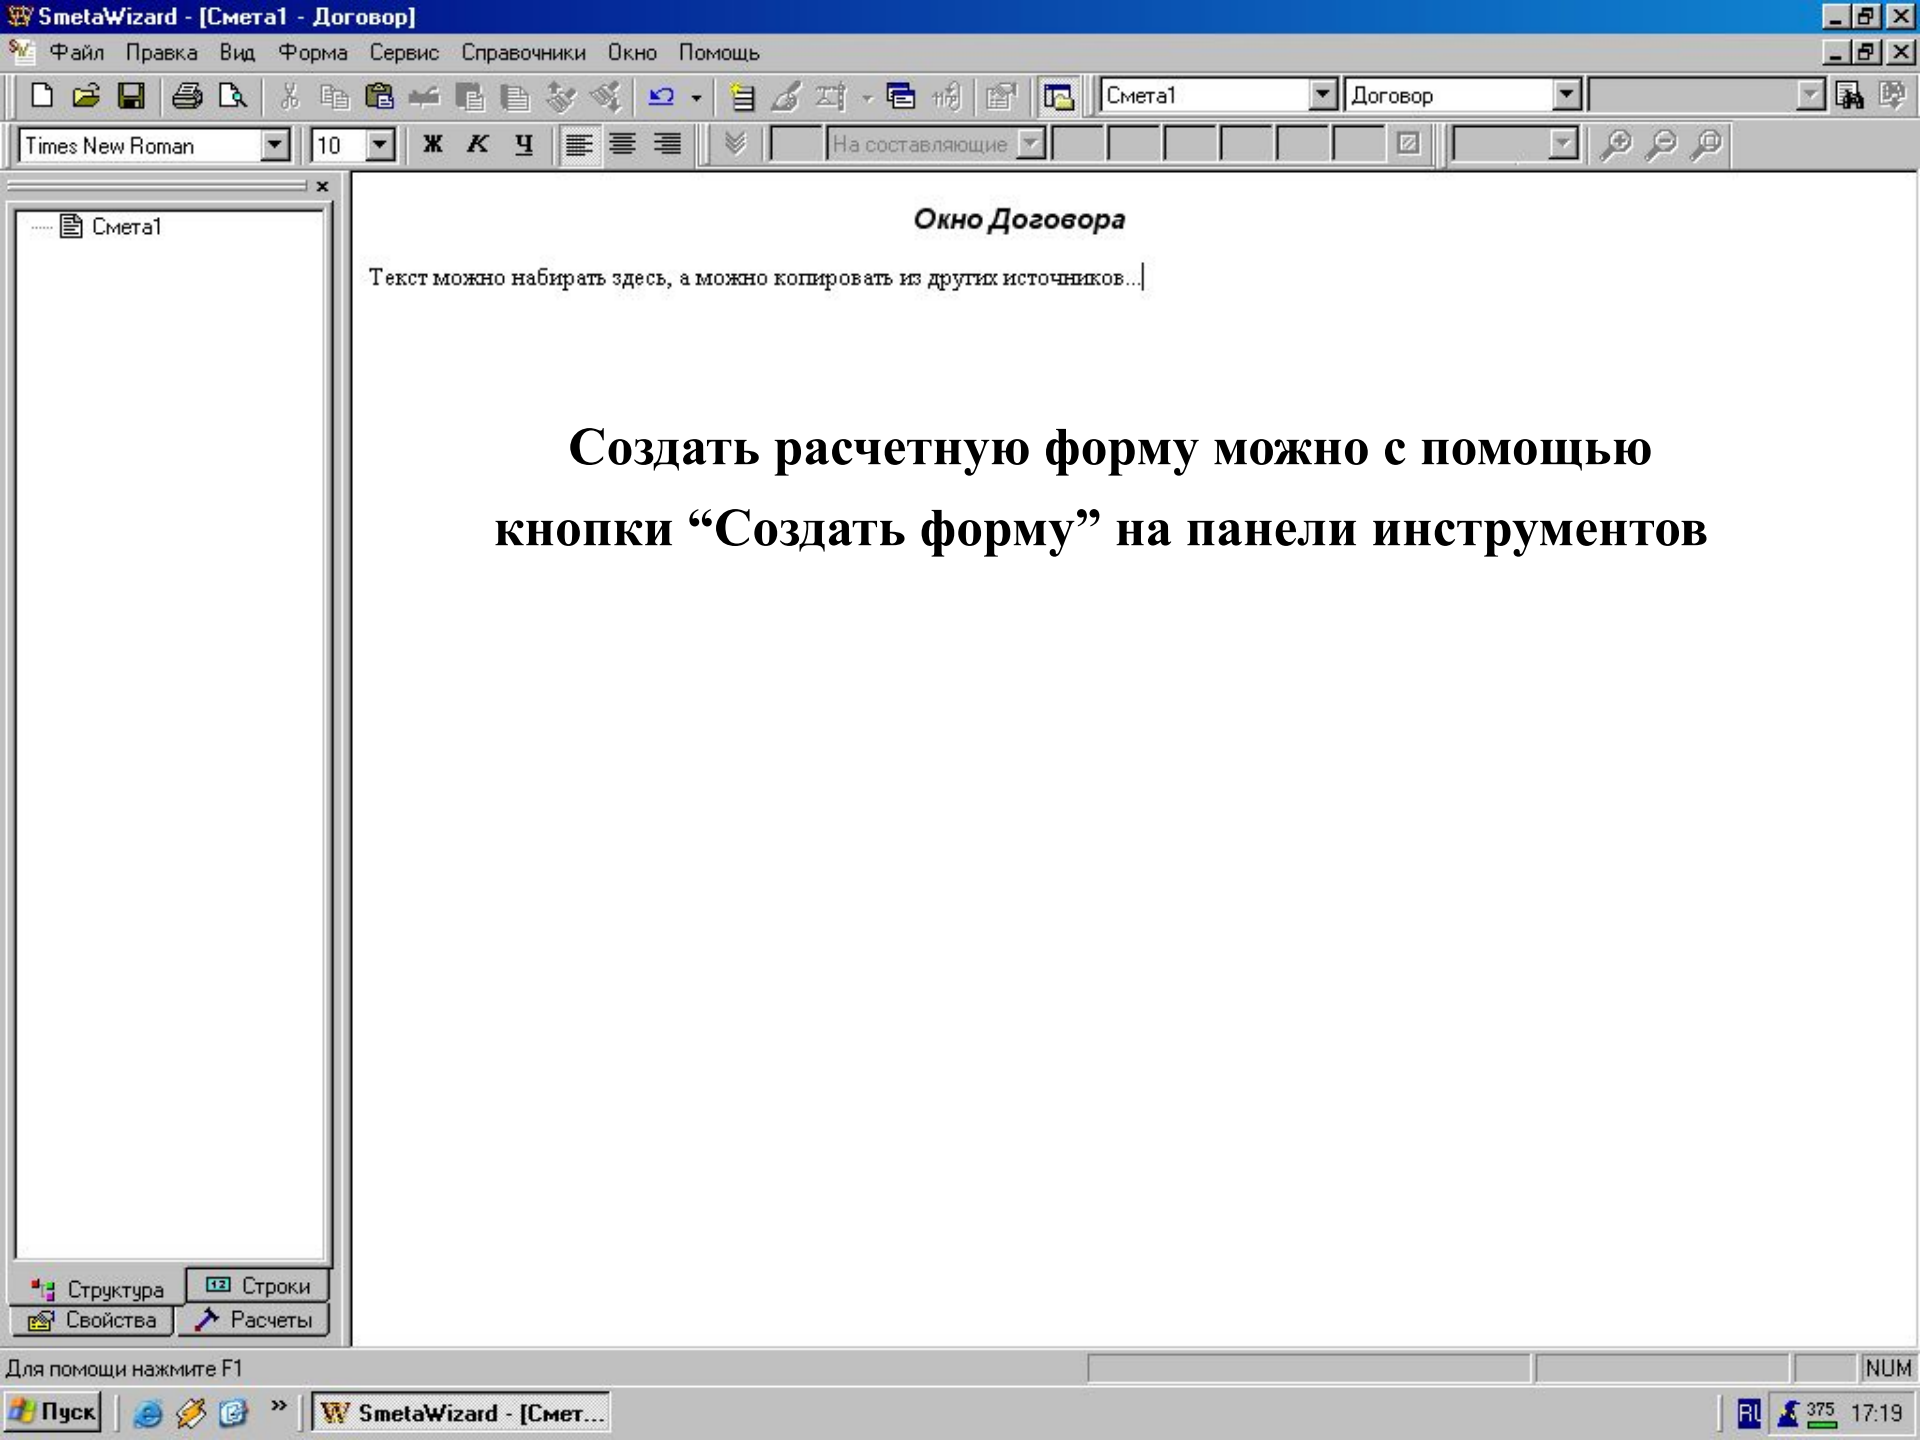 SmetaWizard - [Смета1 - Договор]
Файл Правка Вид Форма Сервис Справочники Окно Помощь
Смета1 Договор
Times New Roman 10 Ж К Ч На составляющие
Смета1
Окно Договора
Текст можно набирать здесь, а можно копировать из других источников...
Создать расчетную форму можно с помощью
кнопки “Создать форму” на панели инструментов
Структура Строки
Свойства Расчеты
Для помощи нажмите F1 NUM
Пуск » SmetaWizard - [Смет... RU 375 17:19